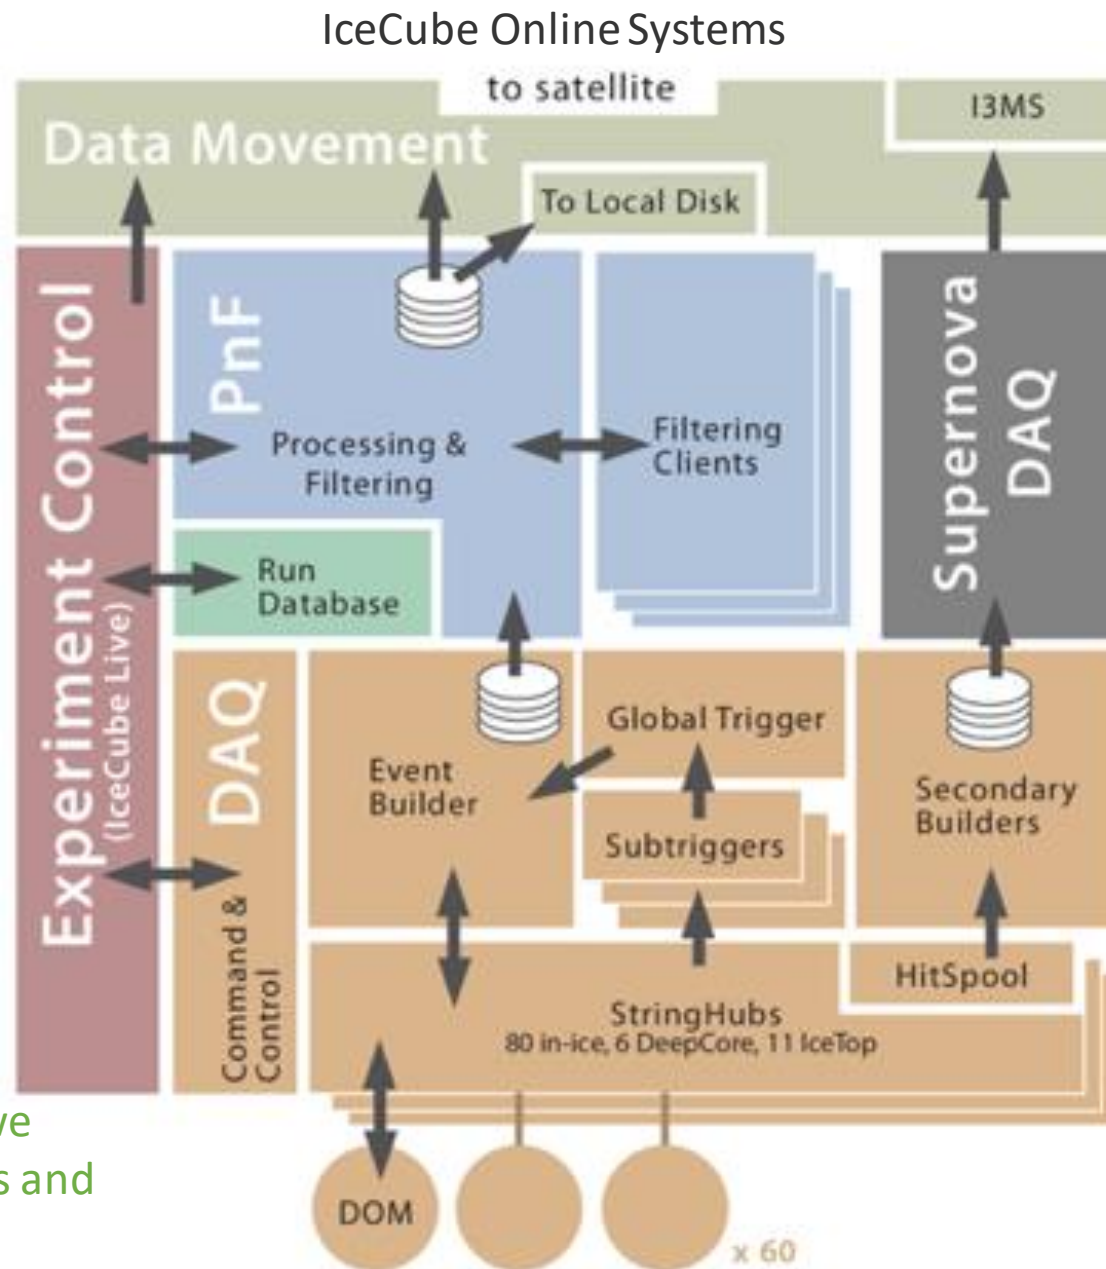 IceCube Online Systems
to satellite
I3MS
Data Movement
To Local Disk
Experiment Control
(IceCube Live)
PnF
Processing &
Filtering
Filtering
Clients
Supernova
DAQ
Run
Database
DAQ
Command &
Control
Event
Builder
Global Trigger
Subtriggers
Secondary
Builders
HitSpool
StringHubs
80 in-ice, 6 DeepCore, 11 IceTop
ve
s and
DOM
x 60